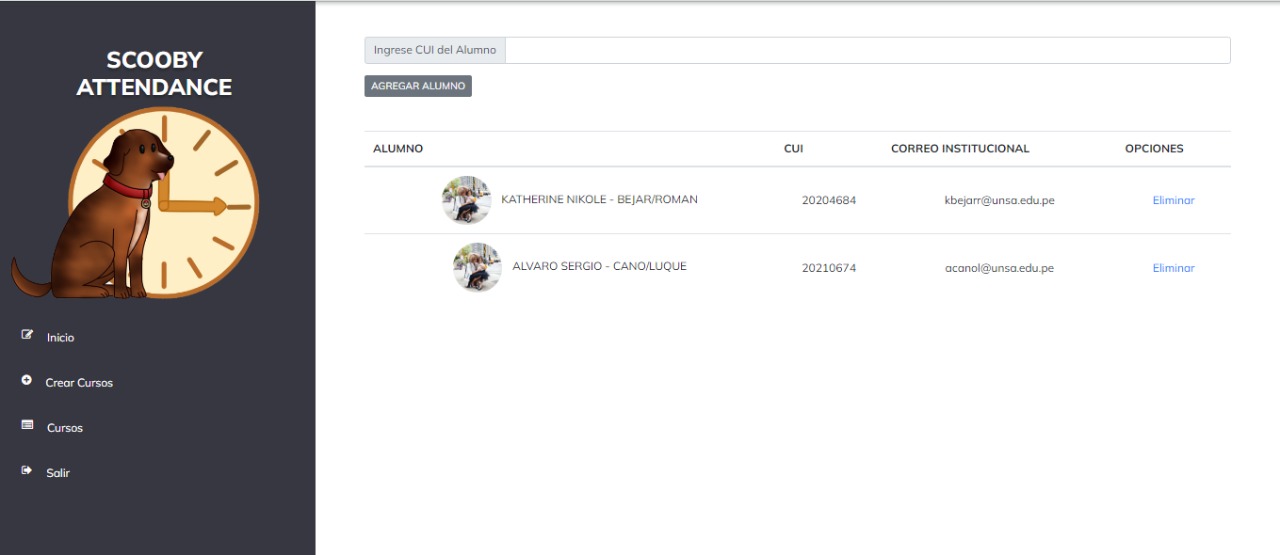 SCOOBY
ATTENDANCE
Inicio
Crear Cursos
Cursos
Salir
Ingrese CUI del Alumno
AGREGAR ALUMNO
ALUMNO CUI CORREO INSTITUCIONAL OPCIONES
KATHERINE NIKOLE - BEJAR/ROMAN 20204684 kbejarr@unsa.edu.pe Eliminar
ALVARO SERGIO - CANO/LUQUE 20210674 acanol@unsa.edu.pe Eliminar